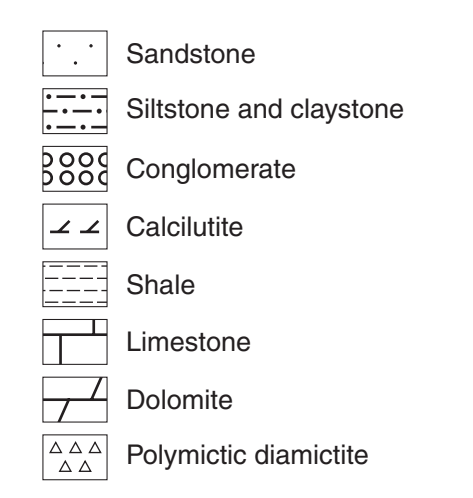 Sandstone
Siltstone and claystone
Conglomerate
Calcilutite
Shale
Limestone
Dolomite
Polymictic diamictite